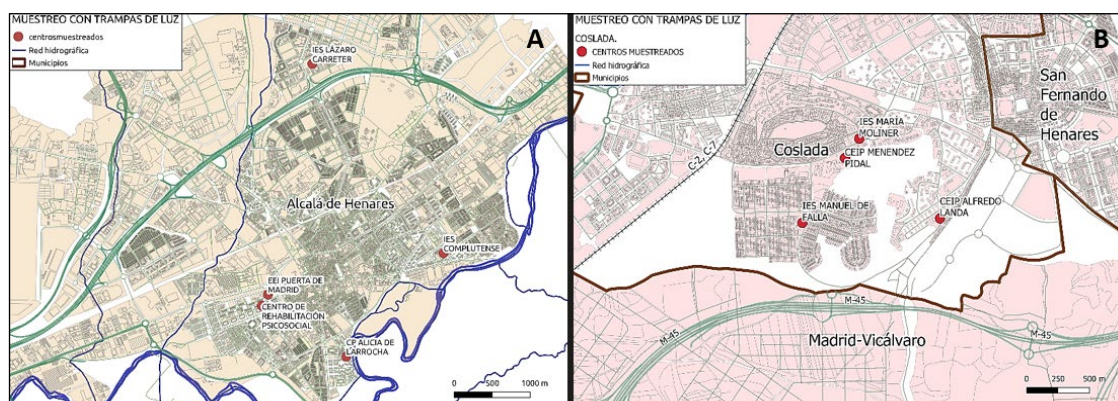 MUESTREO CON TRAMPAS DE LUZ
centrosmuestreados
Red hidrográfica
Municipios
A
IES LÁZARO
CARRETER
Alcalá de Henares
IES
COMPLUTENSE
EEI PUERTA DE
MADRID
CENTRO DE
REHABILITACIÓN
PSICOSOCIAL
CP ALICIA DE
LARROCHA
0 500 1000 m
MUESTREO CON TRAMPAS DE LUZ
COSLADA.
CENTROS MUESTREADOS
Red hidrográfica
Municipios
B
San
Fernando
de
Henares
C-2, C-7
IES MARÍA
MOLINER
Coslada
CEIP MENENDEZ
PIDAL
IES MANUEL DE
FALLA
CEIP ALFREDO
LANDA
M-45
M-45
M-45
Madrid-Vicálvaro
0 250 500 m